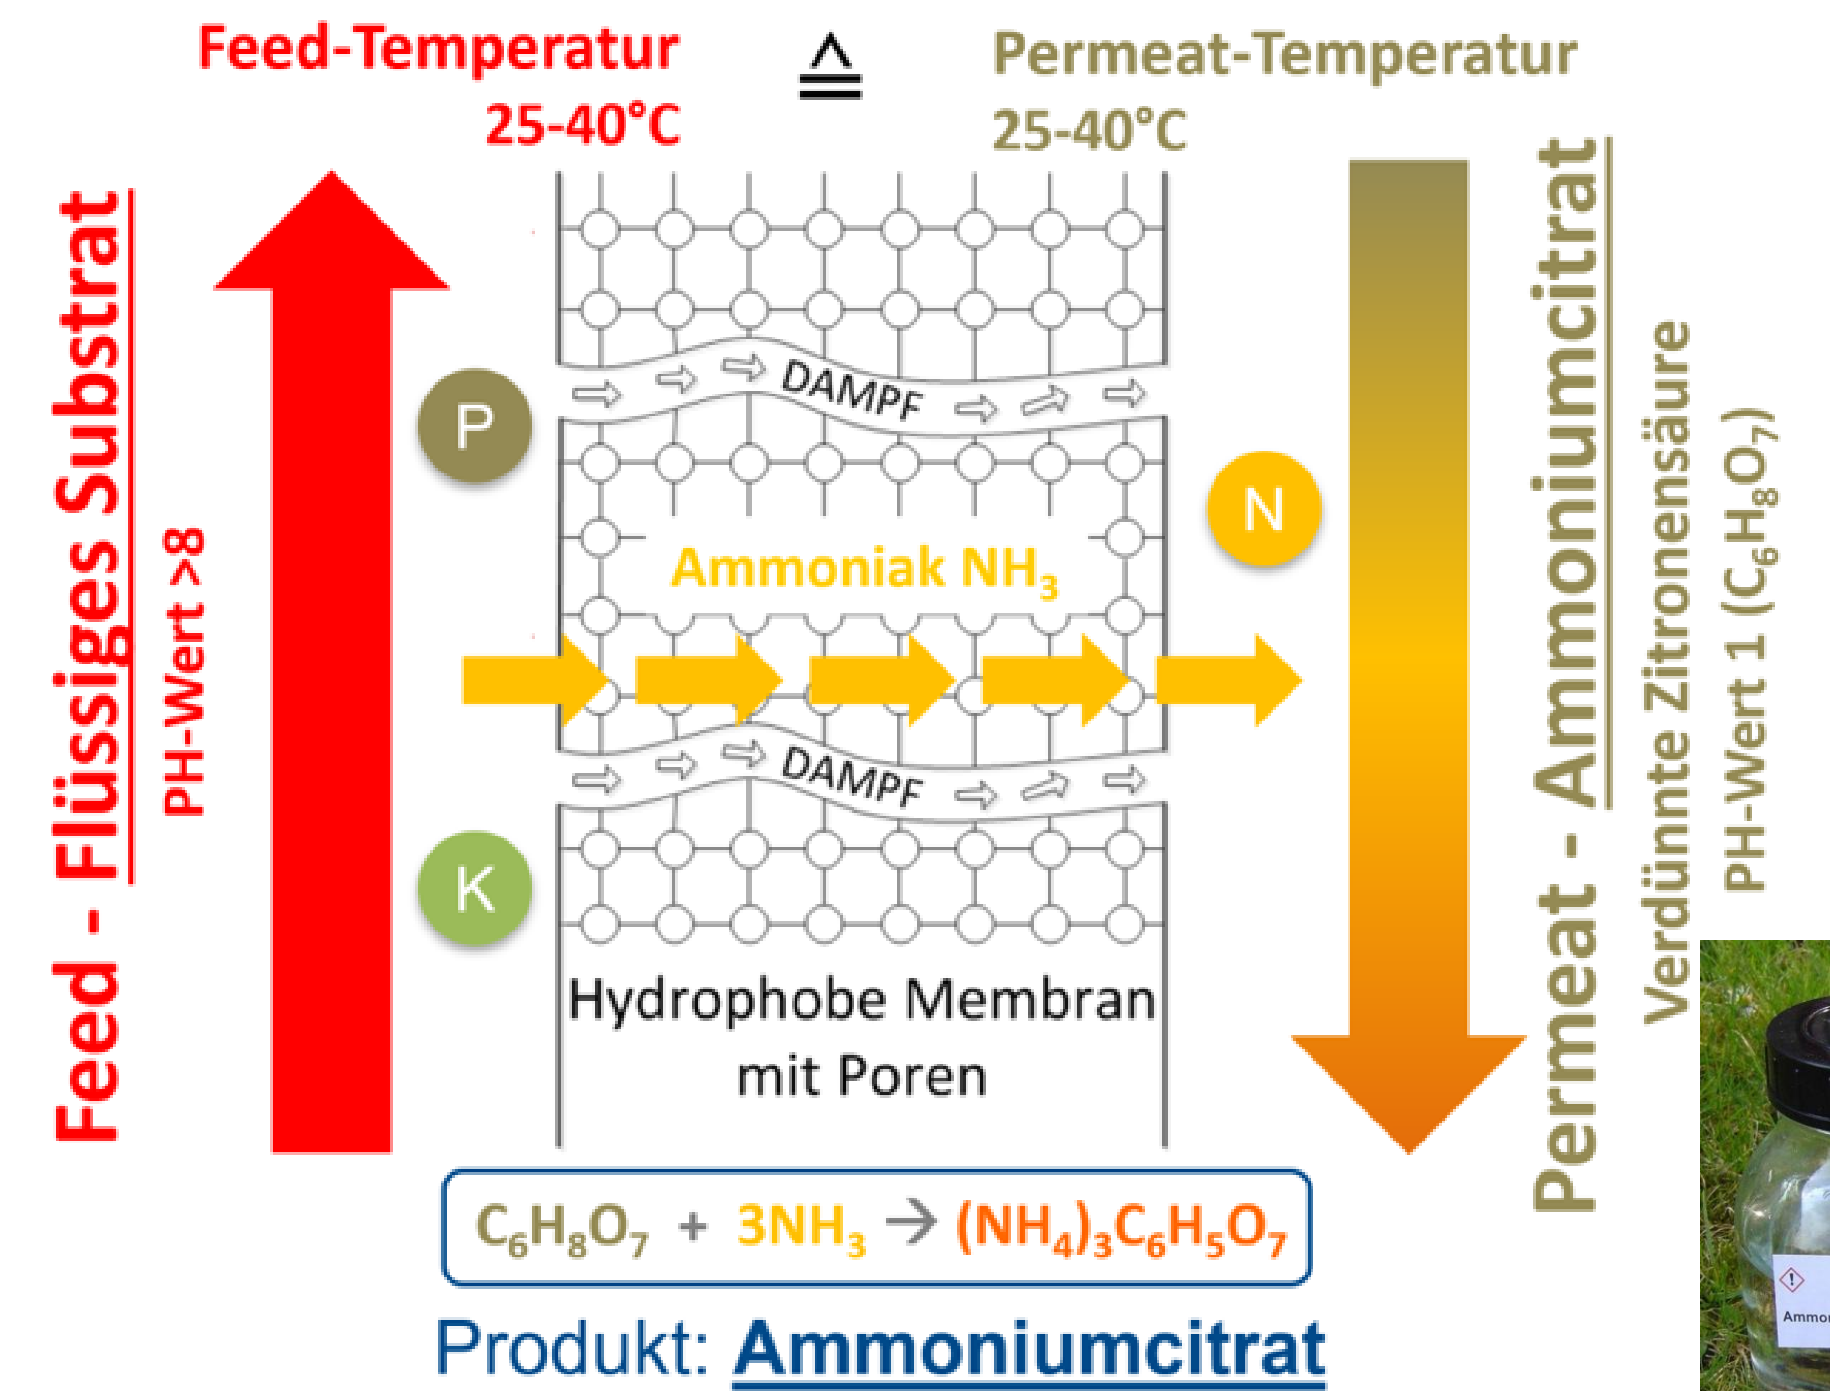 Feed-Temperatur
≙
Permeat-Temperatur
25-40°C
25-40°C
Feed - Flüssiges Substrat
PH-Wert >8
DAMPF
P
N
Ammoniak NH₃
DAMPF
K
Hydrophobe Membran
mit Poren
Permeat - Ammoniumcitrat
Verdünnte Zitronensäure
PH-Wert 1 (C₆H₈O₇)
C₆H₈O₇ + 3NH₃ → (NH₄)₃C₆H₅O₇
Produkt: Ammoniumcitrat
Ammo